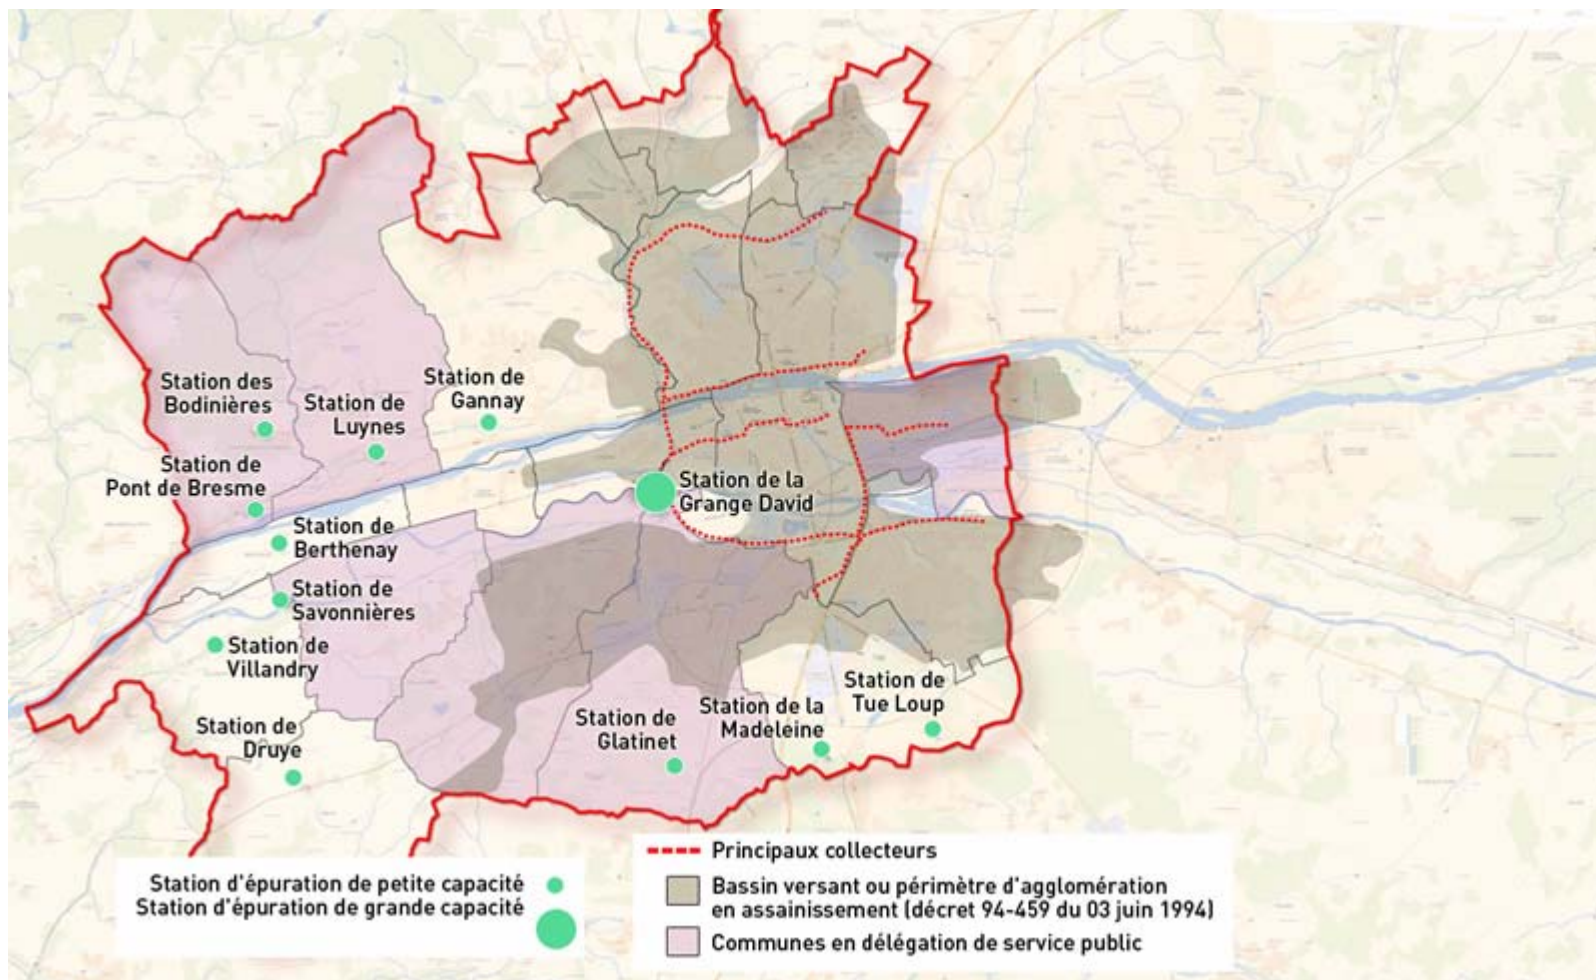 Station des
Bodinières
Station de
Luynes
Station de
Gannay
Station de
Pont de Bresme
Station de la
Grange David
Station de
Berthenay
Station de
Savonnières
Station de
Villandry
Station de
Druye
Station de
Glatinet
Station de la
Madeleine
Station de
Tue Loup
Station d'épuration de petite capacité
Station d'épuration de grande capacité
Principaux collecteurs
Bassin versant ou périmètre d'agglomération
en assainissement (décret 94-459 du 03 juin 1994)
Communes en délégation de service public